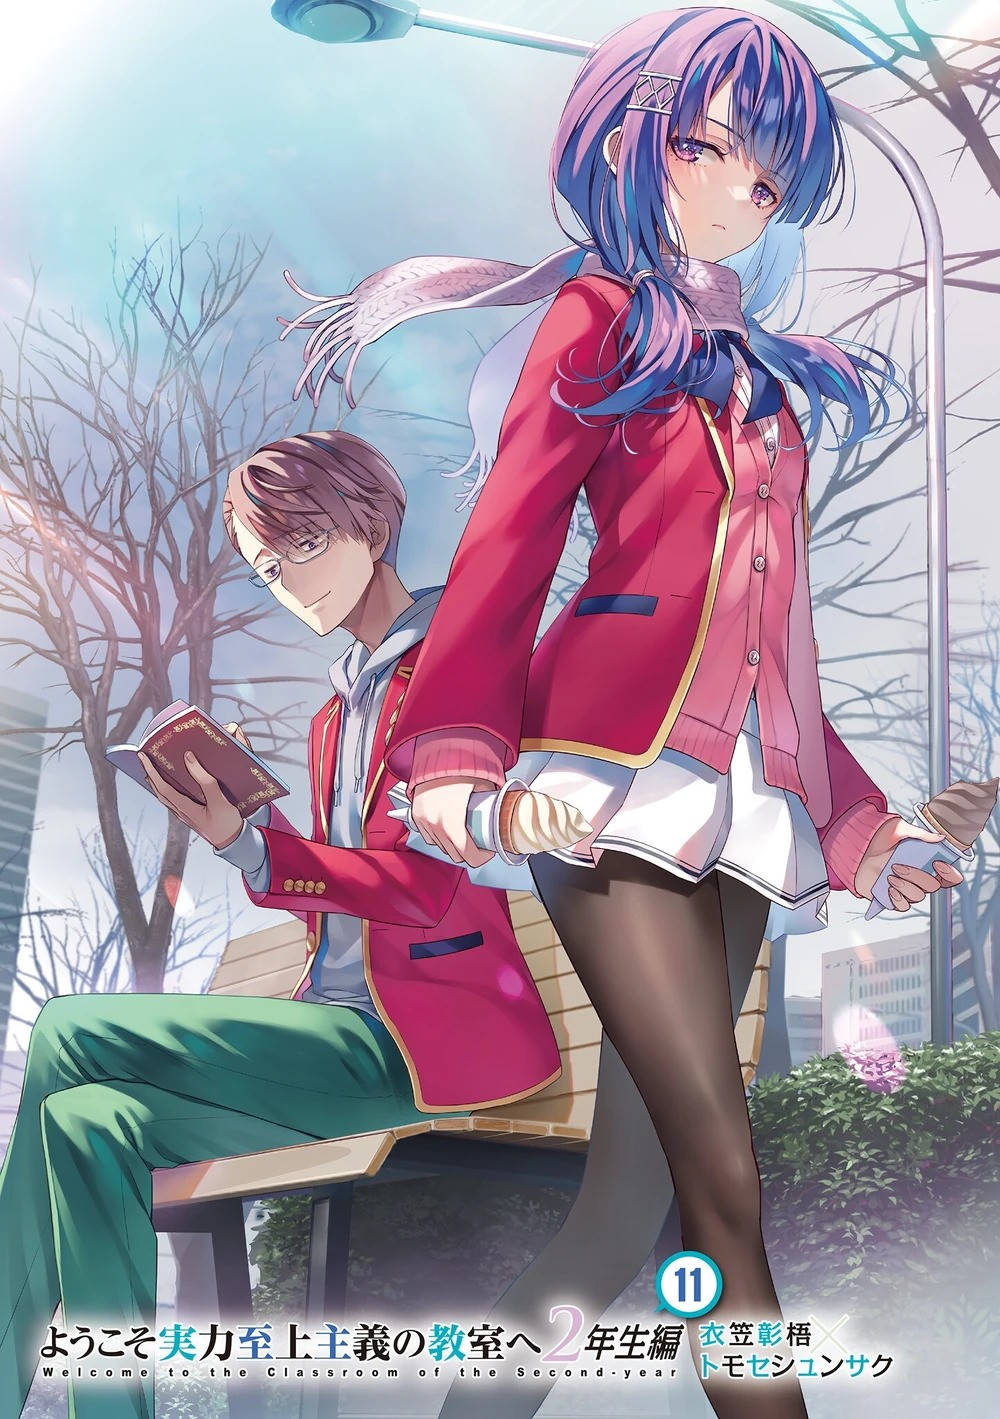 11
ようこそ実力至上主義の教室へ2年生編
Welcome to the Classroom of the Second-year
衣笠彰梧×
トモセシュンサク